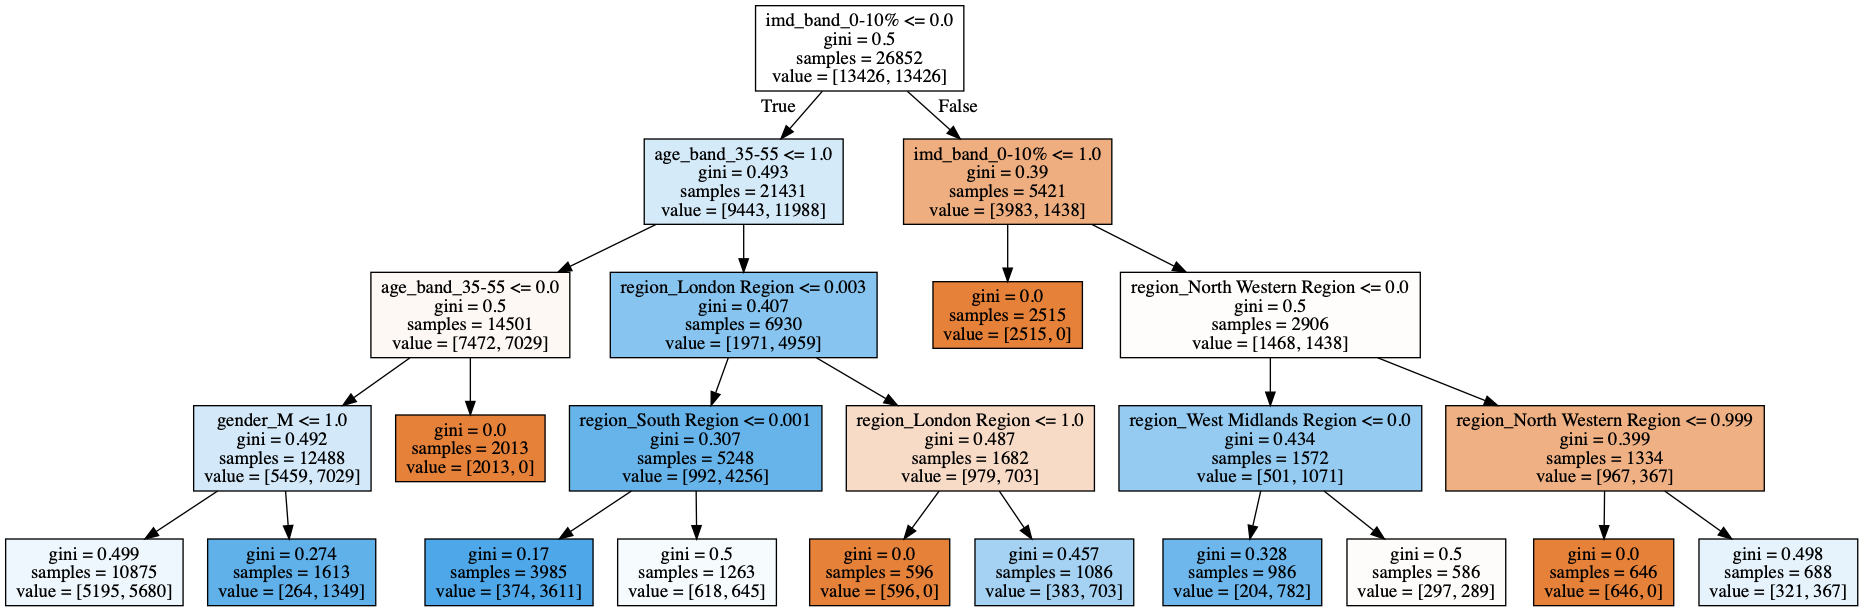 imd_band_0-10% <= 0.0
gini = 0.5
samples = 26852
value = [13426, 13426]
True
False
age_band_35-55 <= 1.0
gini = 0.493
samples = 21431
value = [9443, 11988]
imd_band_0-10% <= 1.0
gini = 0.39
samples = 5421
value = [3983, 1438]
age_band_35-55 <= 0.0
gini = 0.5
samples = 14501
value = [7472, 7029]
region_London Region <= 0.003
gini = 0.407
samples = 6930
value = [1971, 4959]
gini = 0.0
samples = 2515
value = [2515, 0]
region_North Western Region <= 0.0
gini = 0.5
samples = 2906
value = [1468, 1438]
gender_M <= 1.0
gini = 0.492
samples = 12488
value = [5459, 7029]
gini = 0.0
samples = 2013
value = [2013, 0]
region_South Region <= 0.001
gini = 0.307
samples = 5248
value = [992, 4256]
region_London Region <= 1.0
gini = 0.487
samples = 1682
value = [979, 703]
region_West Midlands Region <= 0.0
gini = 0.434
samples = 1572
value = [501, 1071]
region_North Western Region <= 0.999
gini = 0.399
samples = 1334
value = [967, 367]
gini = 0.499
samples = 10875
value = [5195, 5680]
gini = 0.274
samples = 1613
value = [264, 1349]
gini = 0.17
samples = 3985
value = [374, 3611]
gini = 0.5
samples = 1263
value = [618, 645]
gini = 0.0
samples = 596
value = [596, 0]
gini = 0.457
samples = 1086
value = [383, 703]
gini = 0.328
samples = 986
value = [204, 782]
gini = 0.5
samples = 586
value = [297, 289]
gini = 0.0
samples = 646
value = [646, 0]
gini = 0.498
samples = 688
value = [321, 367]